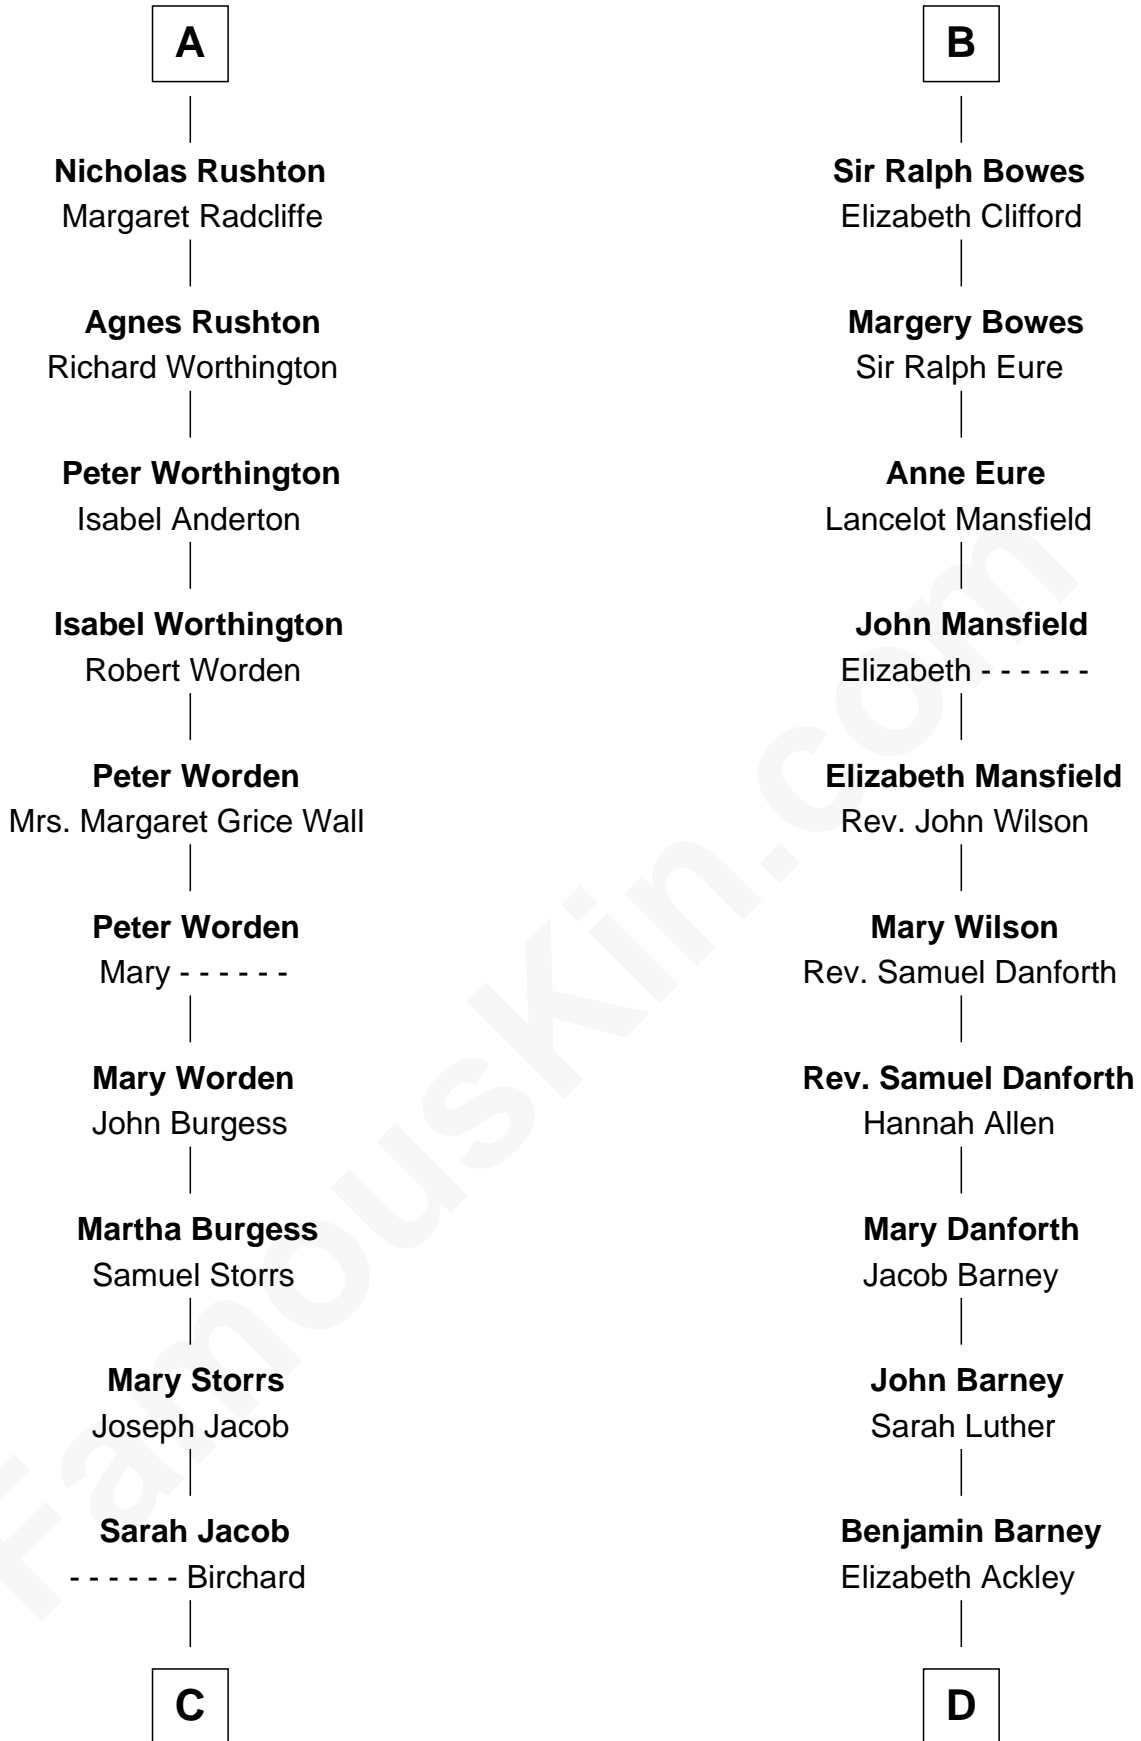 A
Nicholas Rushton
Margaret Radcliffe
Agnes Rushton
Richard Worthington
Peter Worthington
Isabel Anderton
Isabel Worthington
Robert Worden
Peter Worden
Mrs. Margaret Grice Wall
Peter Worden
Mary - - - - - -
Mary Worden
John Burgess
Martha Burgess
Samuel Storrs
Mary Storrs
Joseph Jacob
Sarah Jacob
- - - - - - Birchard
C
B
Sir Ralph Bowes
Elizabeth Clifford
Margery Bowes
Sir Ralph Eure
Anne Eure
Lancelot Mansfield
John Mansfield
Elizabeth - - - - - -
Elizabeth Mansfield
Rev. John Wilson
Mary Wilson
Rev. Samuel Danforth
Rev. Samuel Danforth
Hannah Allen
Mary Danforth
Jacob Barney
John Barney
Sarah Luther
Benjamin Barney
Elizabeth Ackley
D
FamousKin.com